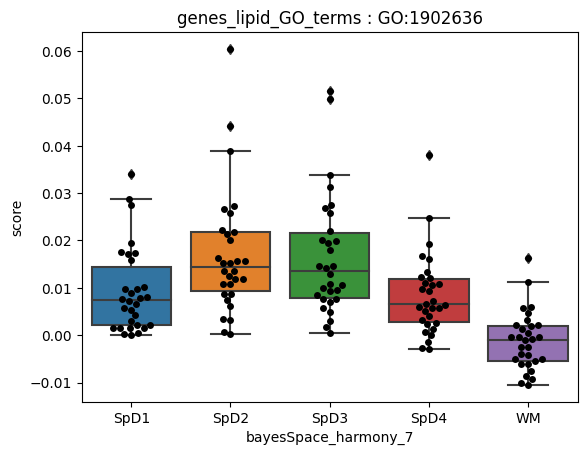 genes_lipid_GO_terms : GO:1902636
0.06
0.05
0.04
0.03
0.02
0.01
0.00
−0.01
score
SpD1 SpD2 SpD3 SpD4 WM
bayesSpace_harmony_7